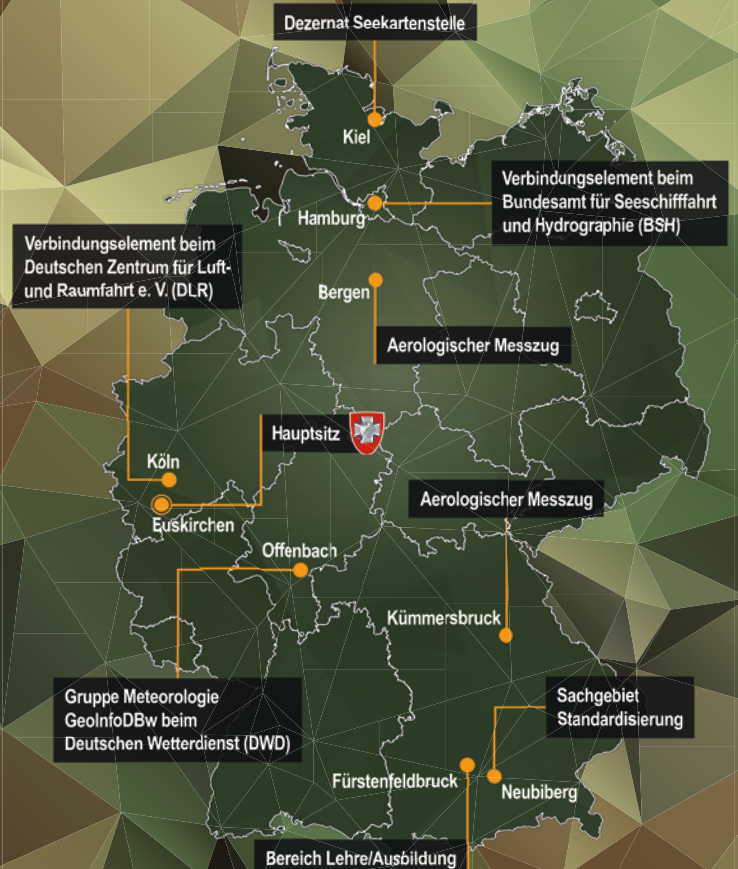 Dezernat Seekartenstelle
Kiel
Verbindungselement beim
Bundesamt für Seeschifffahrt
und Hydrographie (BSH)
Hamburg
Verbindungselement beim
Deutschen Zentrum für Luft-
und Raumfahrt e. V. (DLR)
Bergen
Aerologischer Messzug
Hauptsitz
Köln
Euskirchen
Aerologischer Messzug
Offenbach
Kümmersbruck
Gruppe Meteorologie
GeoInfoDBw beim
Deutschen Wetterdienst (DWD)
Sachgebiet
Standardisierung
Fürstenfeldbruck
Neubiberg
Bereich Lehre/Ausbildung